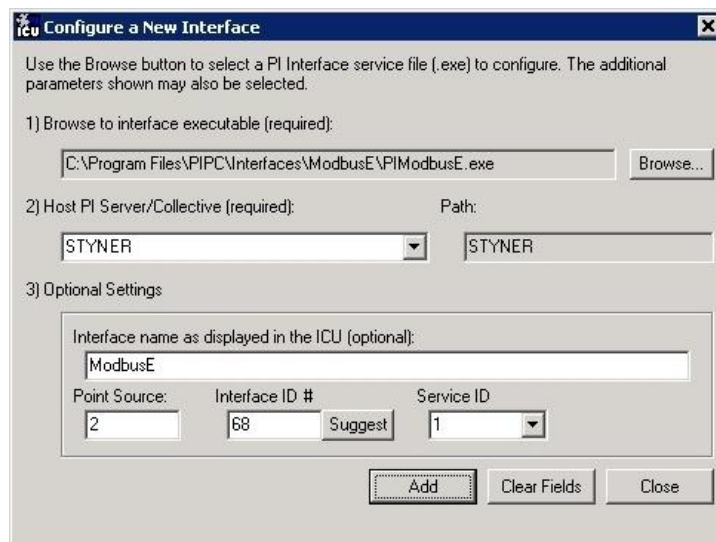 ICU Configure a New Interface
Use the Browse button to select a PI Interface service file (.exe) to configure. The additional
parameters shown may also be selected.
1) Browse to interface executable (required):
C:\Program Files\PIPC\Interfaces\ModbusE\PIModbusE.exe Browse...
2) Host PI Server/Collective (required): Path:
STYNER STYNER
3) Optional Settings
Interface name as displayed in the ICU (optional):
ModbusE
Point Source: Interface ID # Service ID
2 68 Suggest 1
Add Clear Fields Close